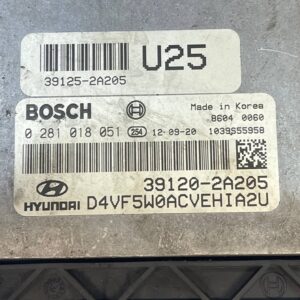 U25
39125-2A205
BOSCH Made in Korea
B604 0060
0 281 018 051 254 12-09-20 1039S55958
39120-2A205
HYUNDAI D4VF5W0ACVEHIA2U